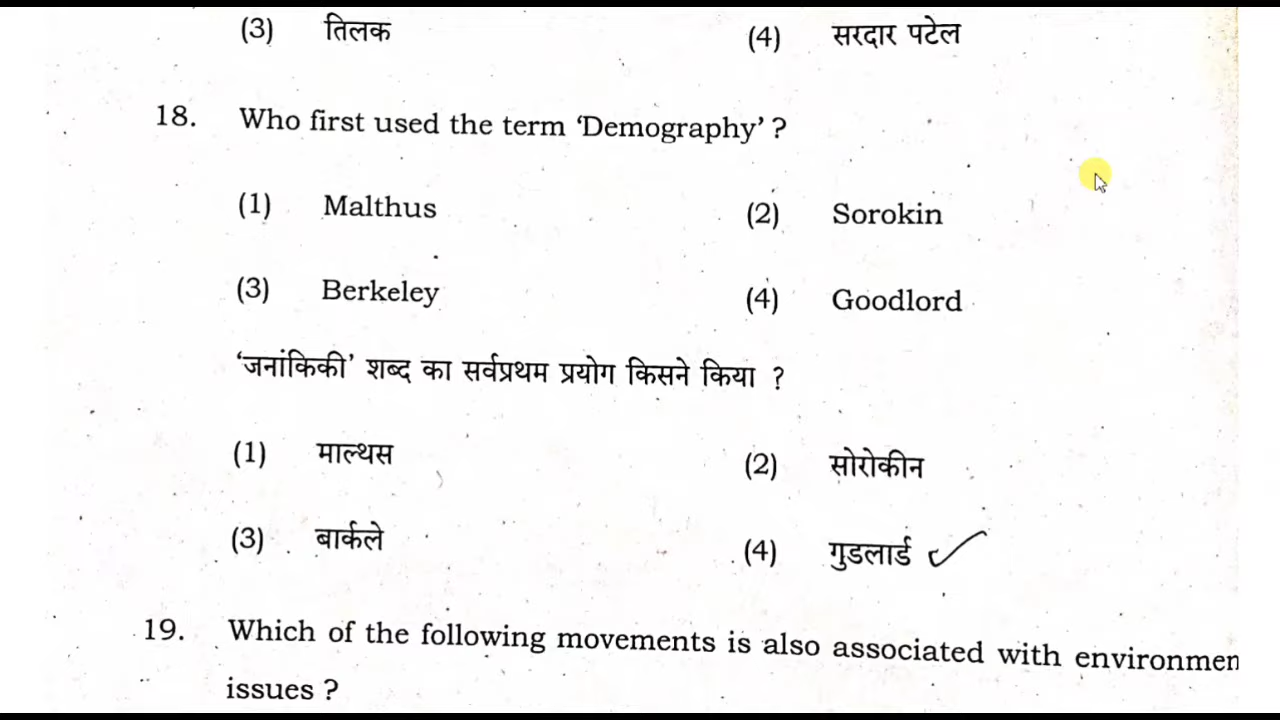 (3) तिलक (4) सरदार पटेल
18. Who first used the term ‘Demography’ ?
(1) Malthus (2) Sorokin
(3) Berkeley (4) Goodlord
‘जनांकिकी’ शब्द का सर्वप्रथम प्रयोग किसने किया ?
(1) माल्थस (2) सोरोकीन
(3) बार्कले (4) गुडलार्ड ✓
19. Which of the following movements is also associated with environmen
issues ?